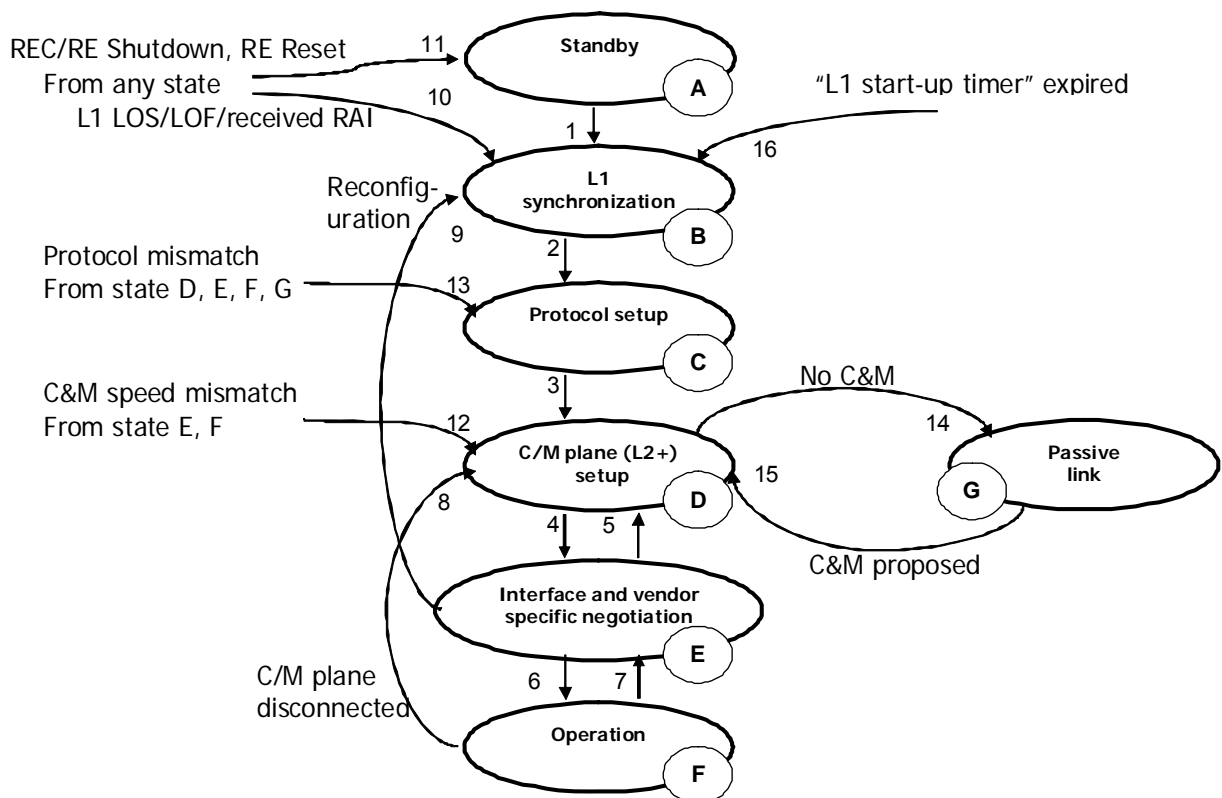 REC/RE Shutdown, RE Reset
From any state
L1 LOS/LOF/received RAI
11
10
Standby
A
"L1 start-up timer" expired
16
1
L1
synchronization
B
Reconfig-
uration
9
2
Protocol mismatch
From state D, E, F, G
13
Protocol setup
C
3
C&M speed mismatch
From state E, F
12
No C&M
14
C/M plane (L2+)
setup
D
8
15
Passive
link
G
C&M proposed
4
5
Interface and vendor
specific negotiation
E
C/M plane
disconnected
6
7
Operation
F